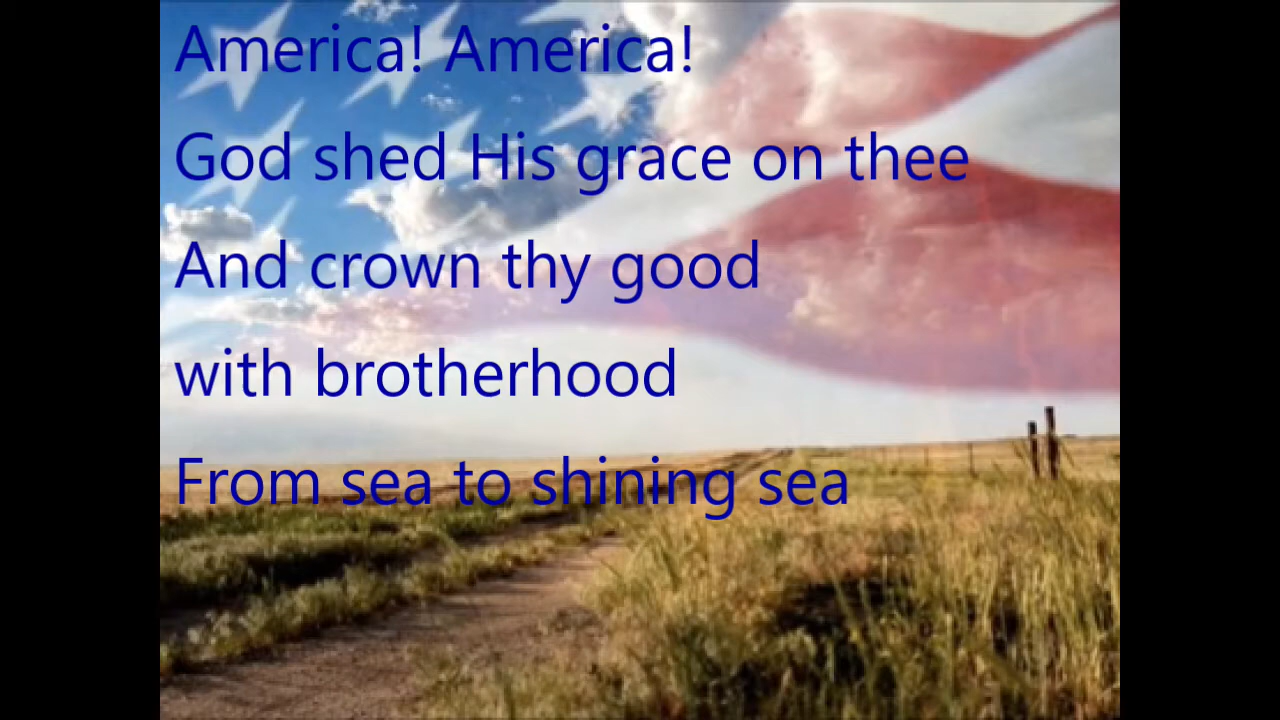 America! America!
God shed His grace on thee
And crown thy good
with brotherhood
From sea to shining sea